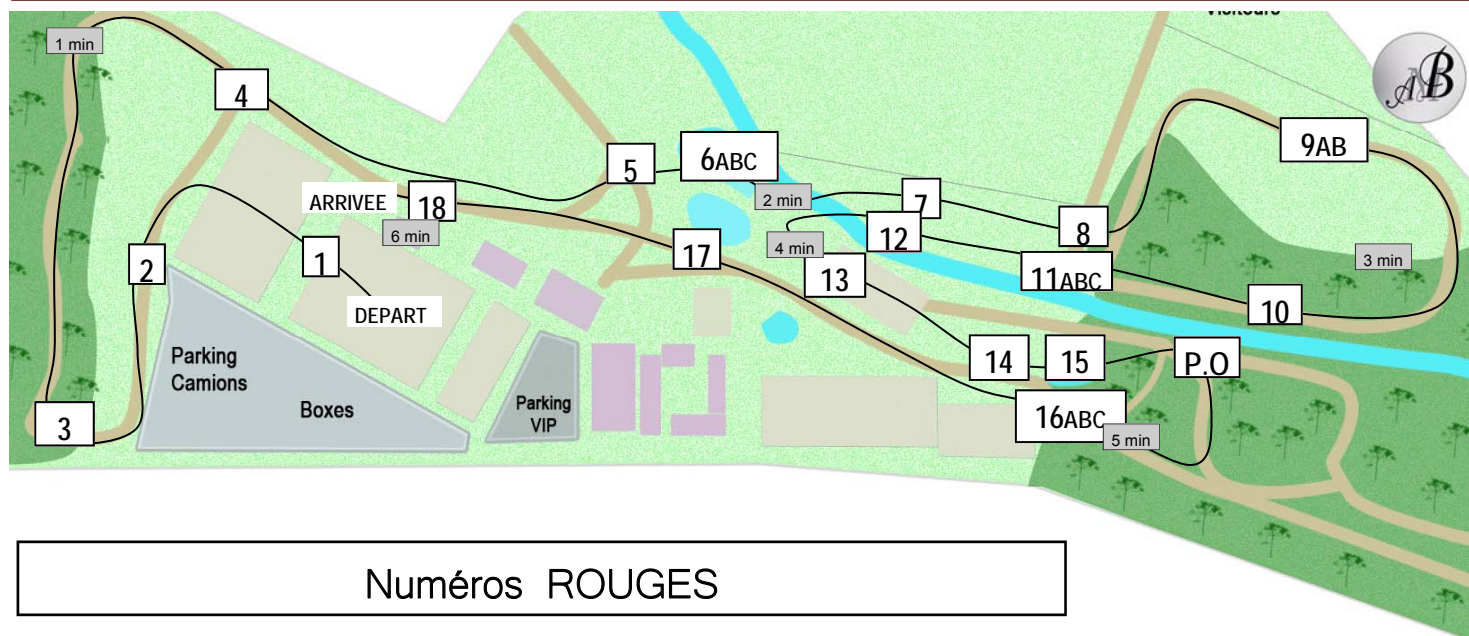 Visiteurs
1 min
4
5
6ABC
9AB
2 min
7
8
ARRIVEE
18
6 min
12
4 min
17
13
11ABC
3 min
10
2
1
DEPART
Parking
Camions
Boxes
Parking
VIP
14
15
P.O
3
16ABC
5 min
Numéros ROUGES